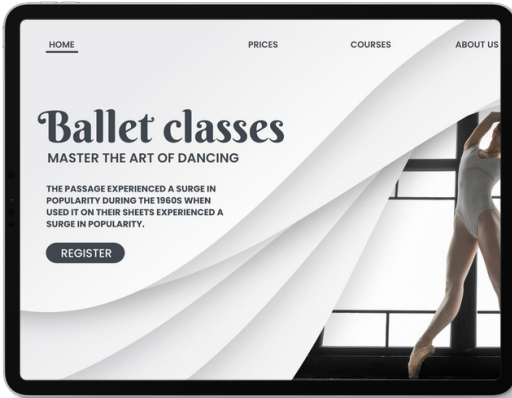 HOME PRICES COURSES ABOUT US
Ballet classes
MASTER THE ART OF DANCING
THE PASSAGE EXPERIENCED A SURGE IN
POPULARITY DURING THE 1960S WHEN
USED IT ON THEIR SHEETS EXPERIENCED A
SURGE IN POPULARITY.
REGISTER